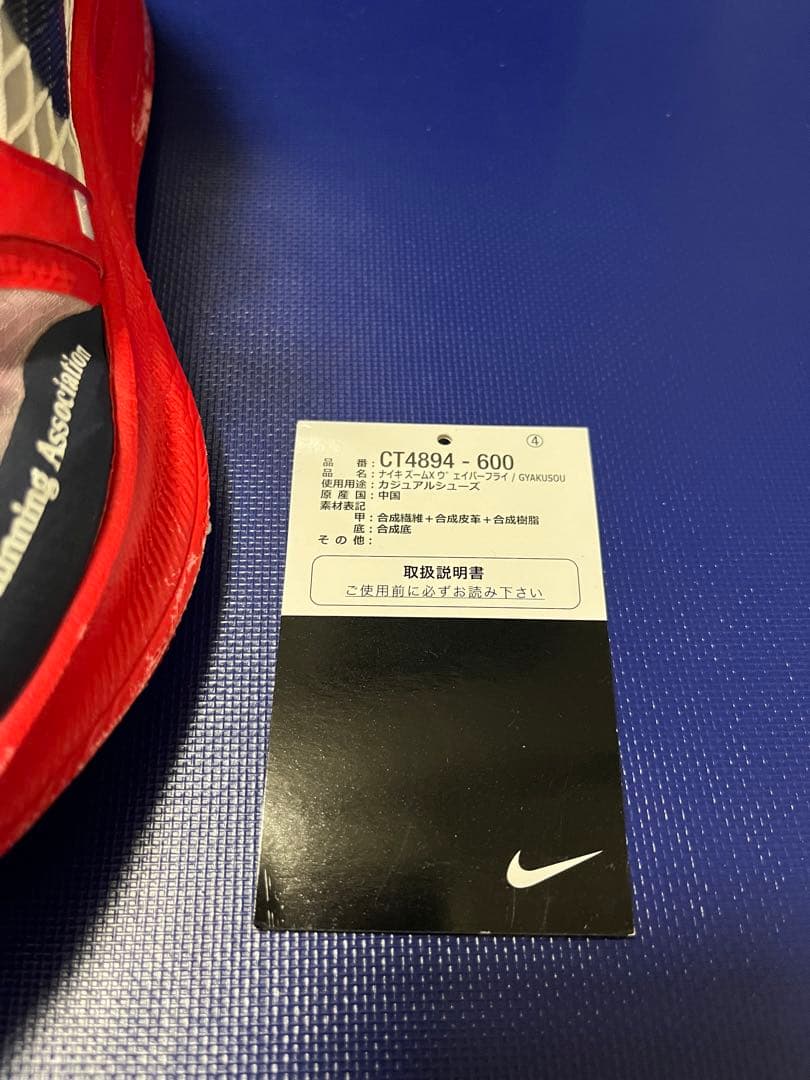 ④
品 番：CT4894 - 600
品 名：ナイキ ズームX ヴェイパーフライ / GYAKUSOU
使用用途：カジュアルシューズ
原 産 国：中国
素材表記
甲：合成繊維＋合成皮革＋合成樹脂
底：合成底
そ の 他：
取扱説明書
ご使用前に必ずお読み下さい
unning Association